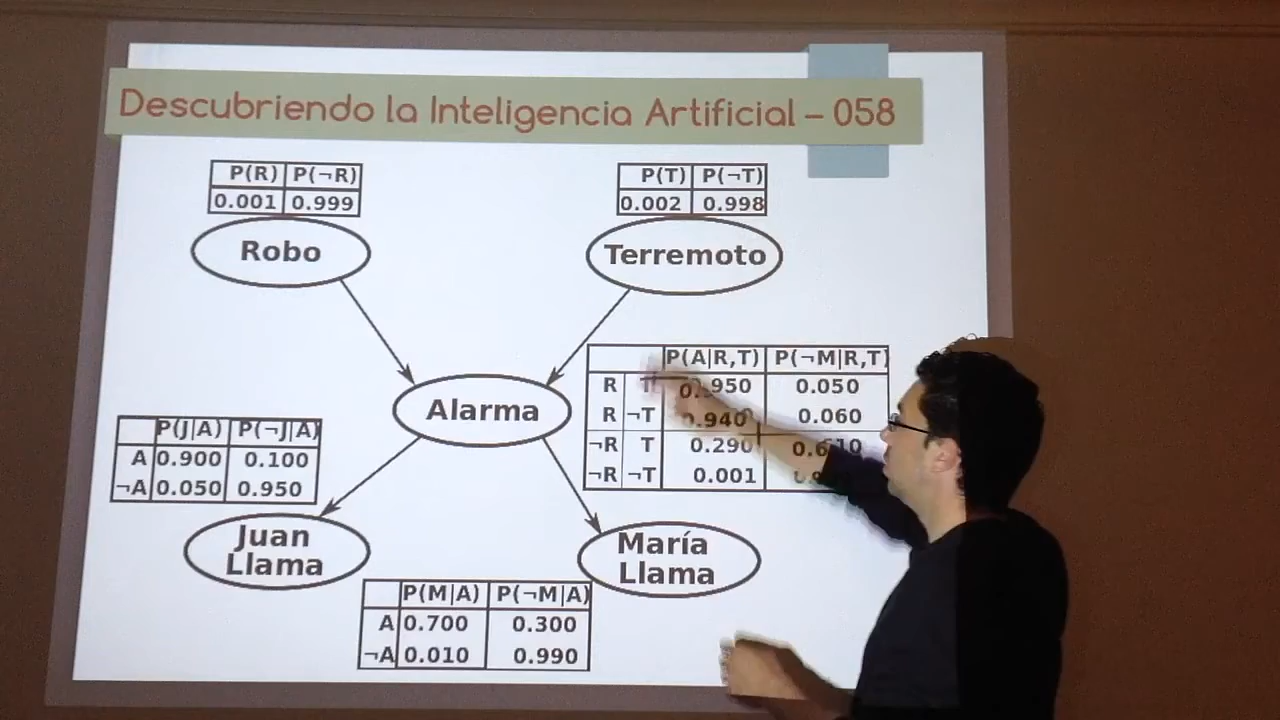 Descubriendo la Inteligencia Artificial – 058
P(R) P(¬R)
0.001 0.999
Robo
P(T) P(¬T)
0.002 0.998
Terremoto
Alarma
P(A|R,T) P(¬M|R,T)
R 0.950 0.050
R ¬T 0.940 0.060
¬R T 0.290
¬R ¬T 0.001
P(J|A) P(¬J|A)
A 0.900 0.100
¬A 0.050 0.950
Juan
Llama
María
Llama
P(M|A) P(¬M|A)
A 0.700 0.300
¬A 0.010 0.990